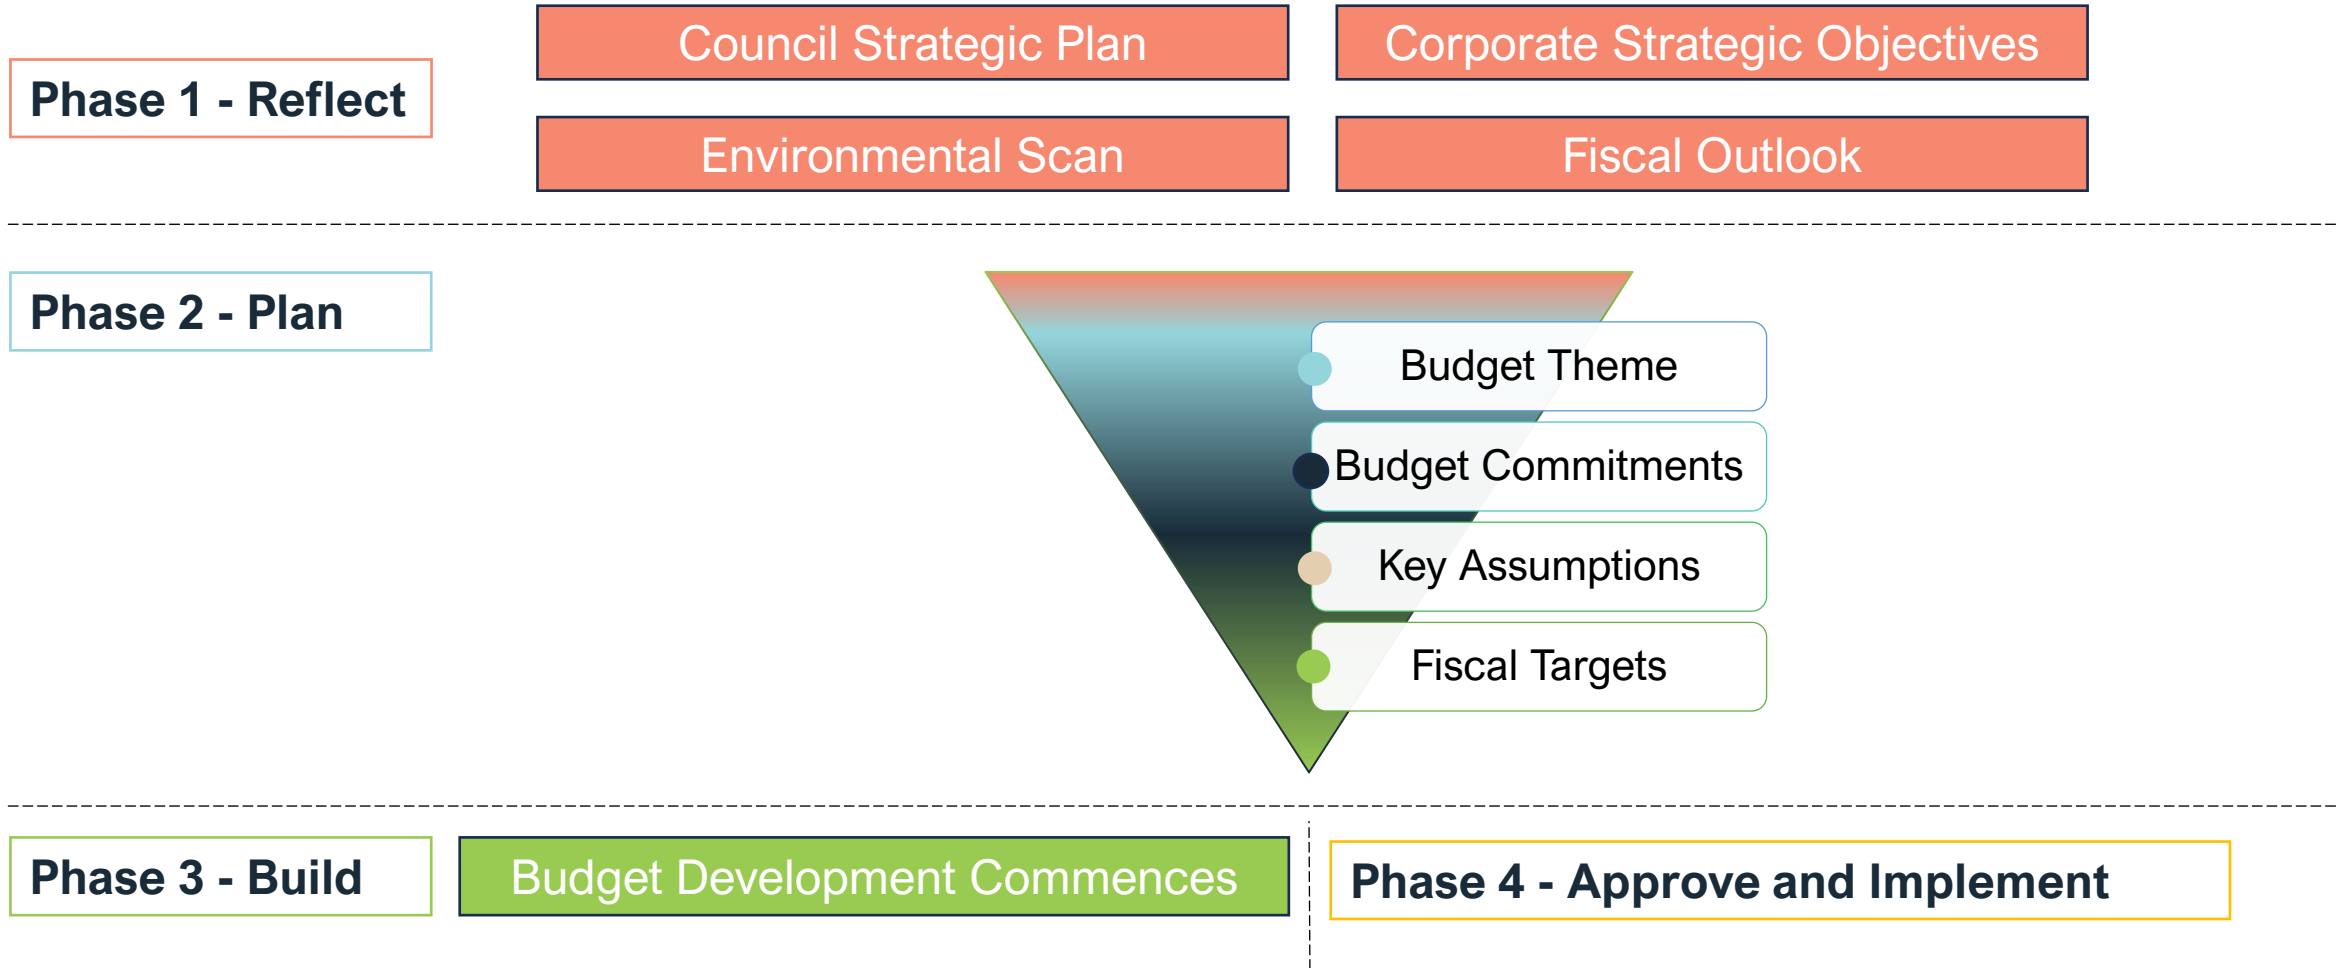 Council Strategic Plan
Corporate Strategic Objectives
Phase 1 - Reflect
Environmental Scan
Fiscal Outlook
Phase 2 - Plan
Budget Theme
Budget Commitments
Key Assumptions
Fiscal Targets
Phase 3 - Build
Budget Development Commences
Phase 4 - Approve and Implement